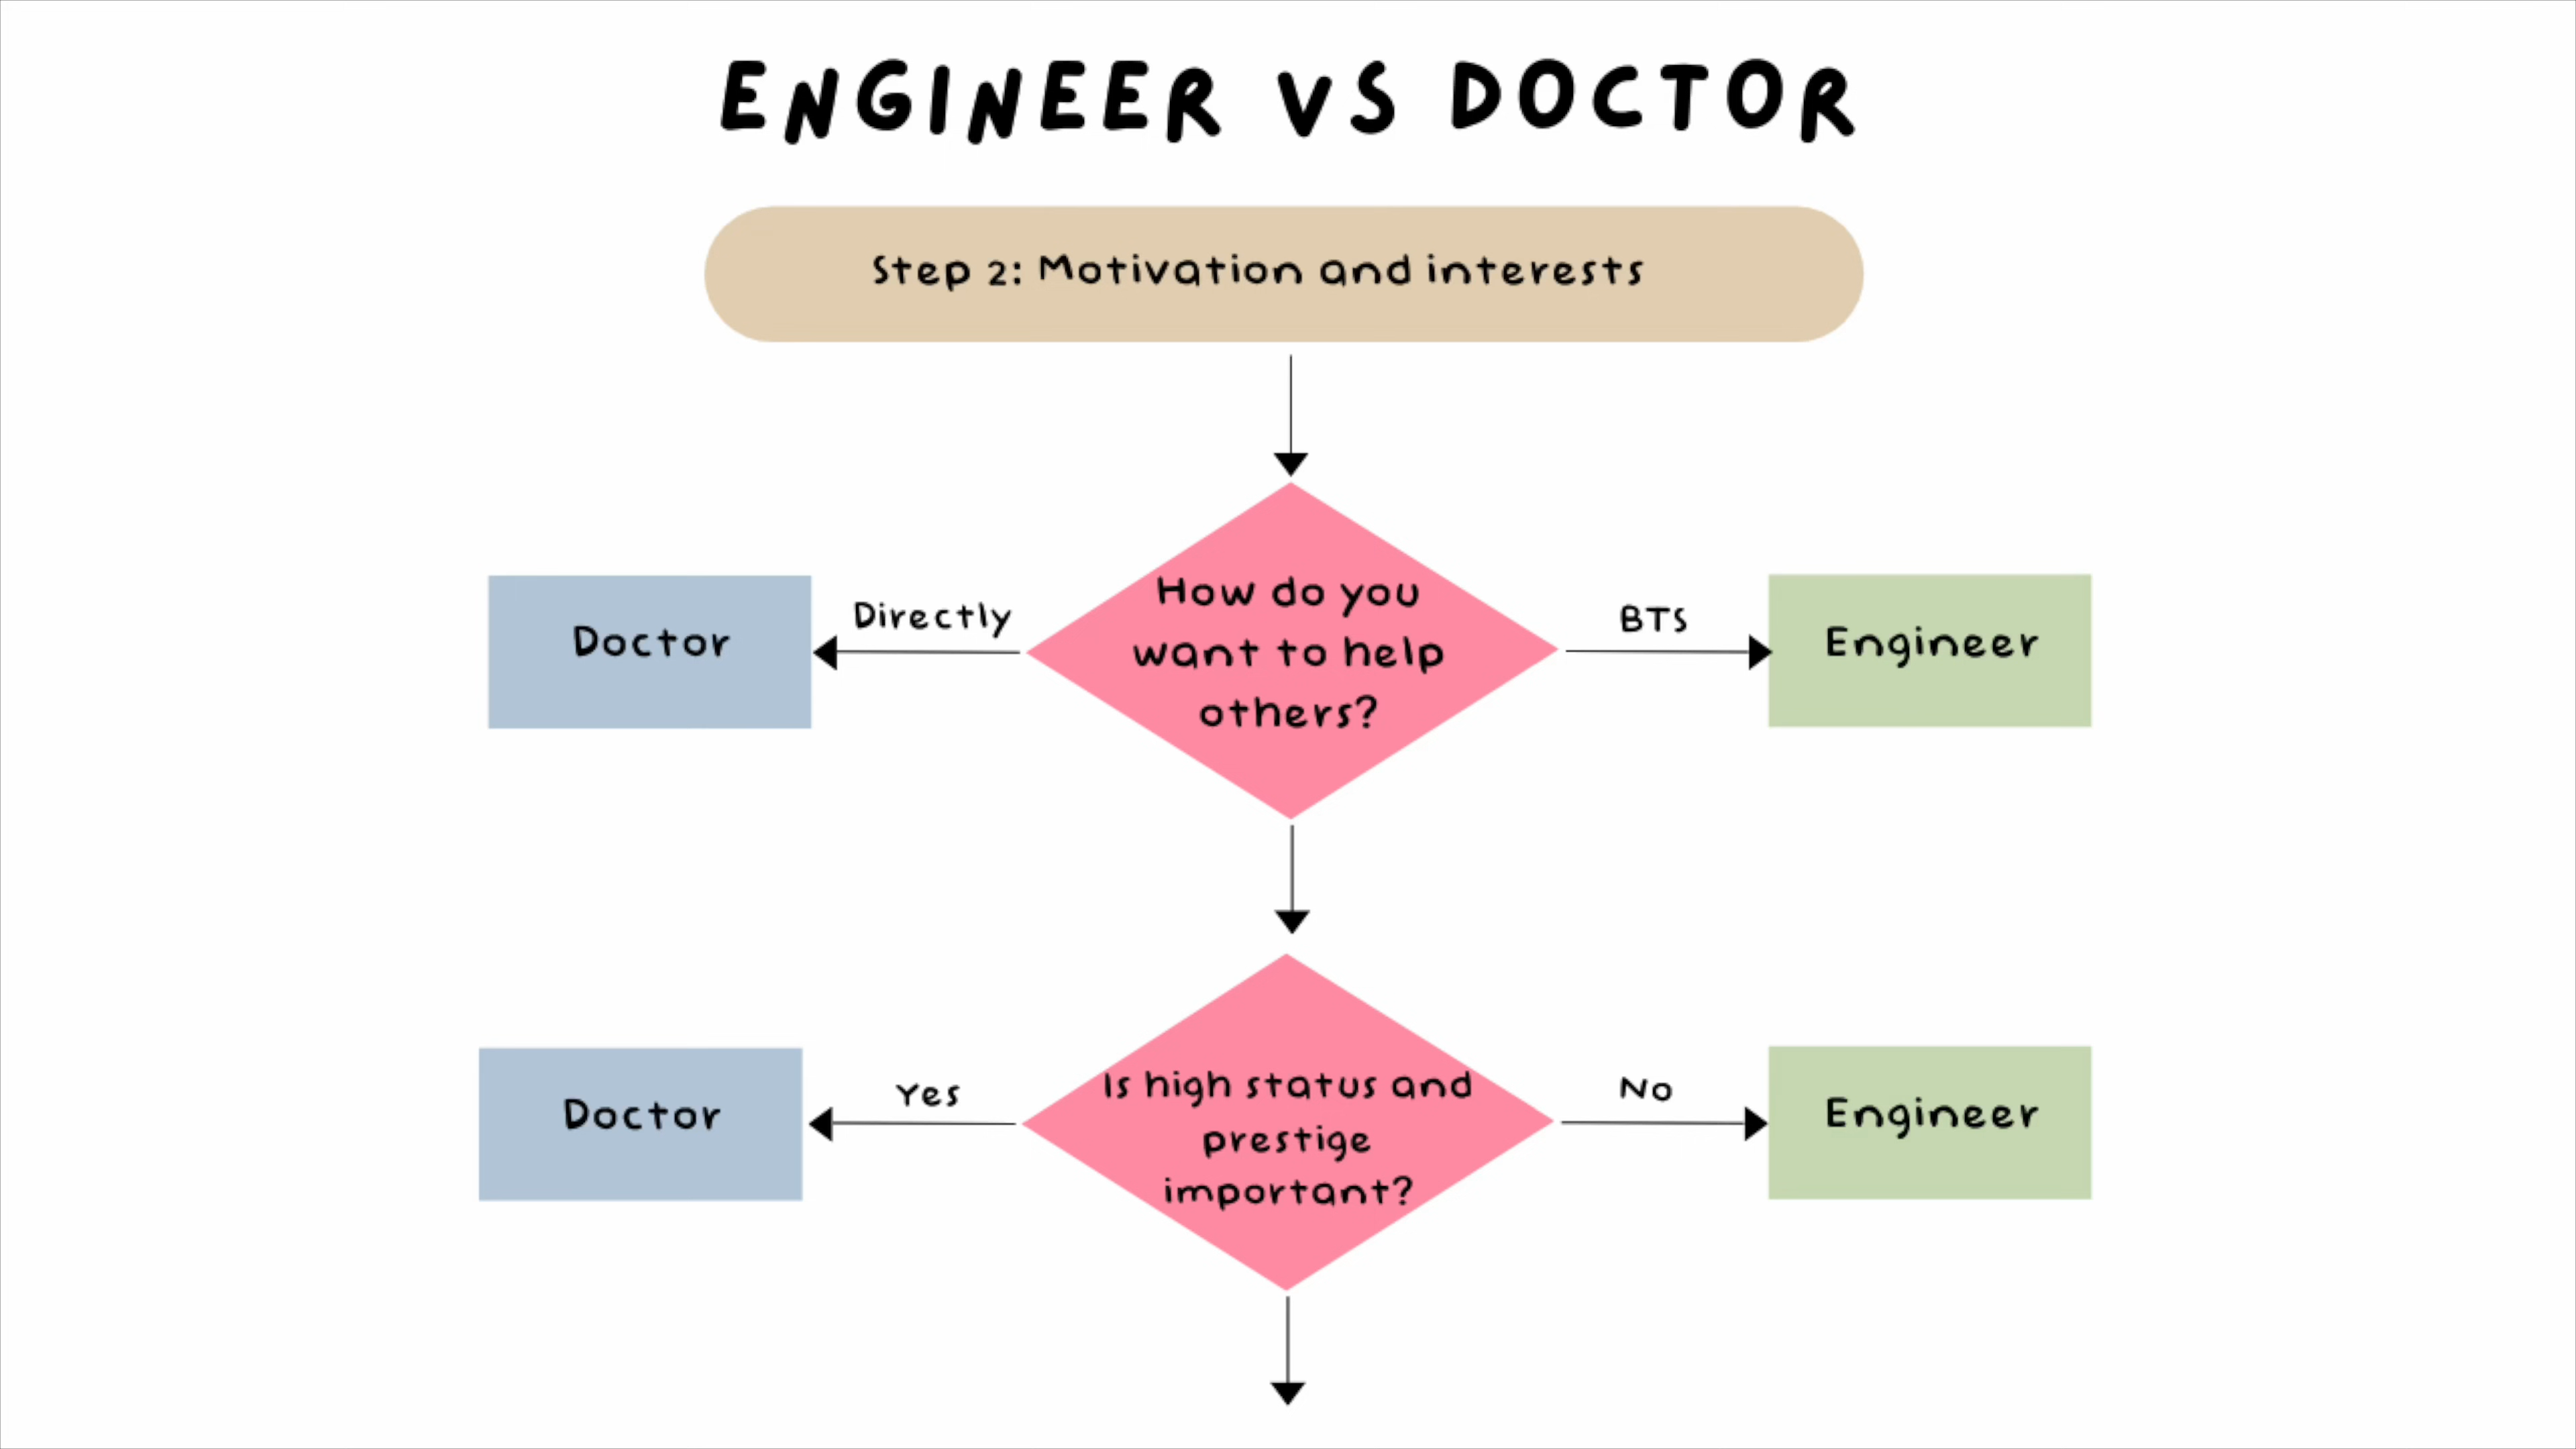 ENGINEER VS DOCTOR
Step 2: Motivation and interests
How do you
want to help
others?
Directly
Doctor
BTS
Engineer
Is high status and
prestige
important?
Yes
Doctor
No
Engineer